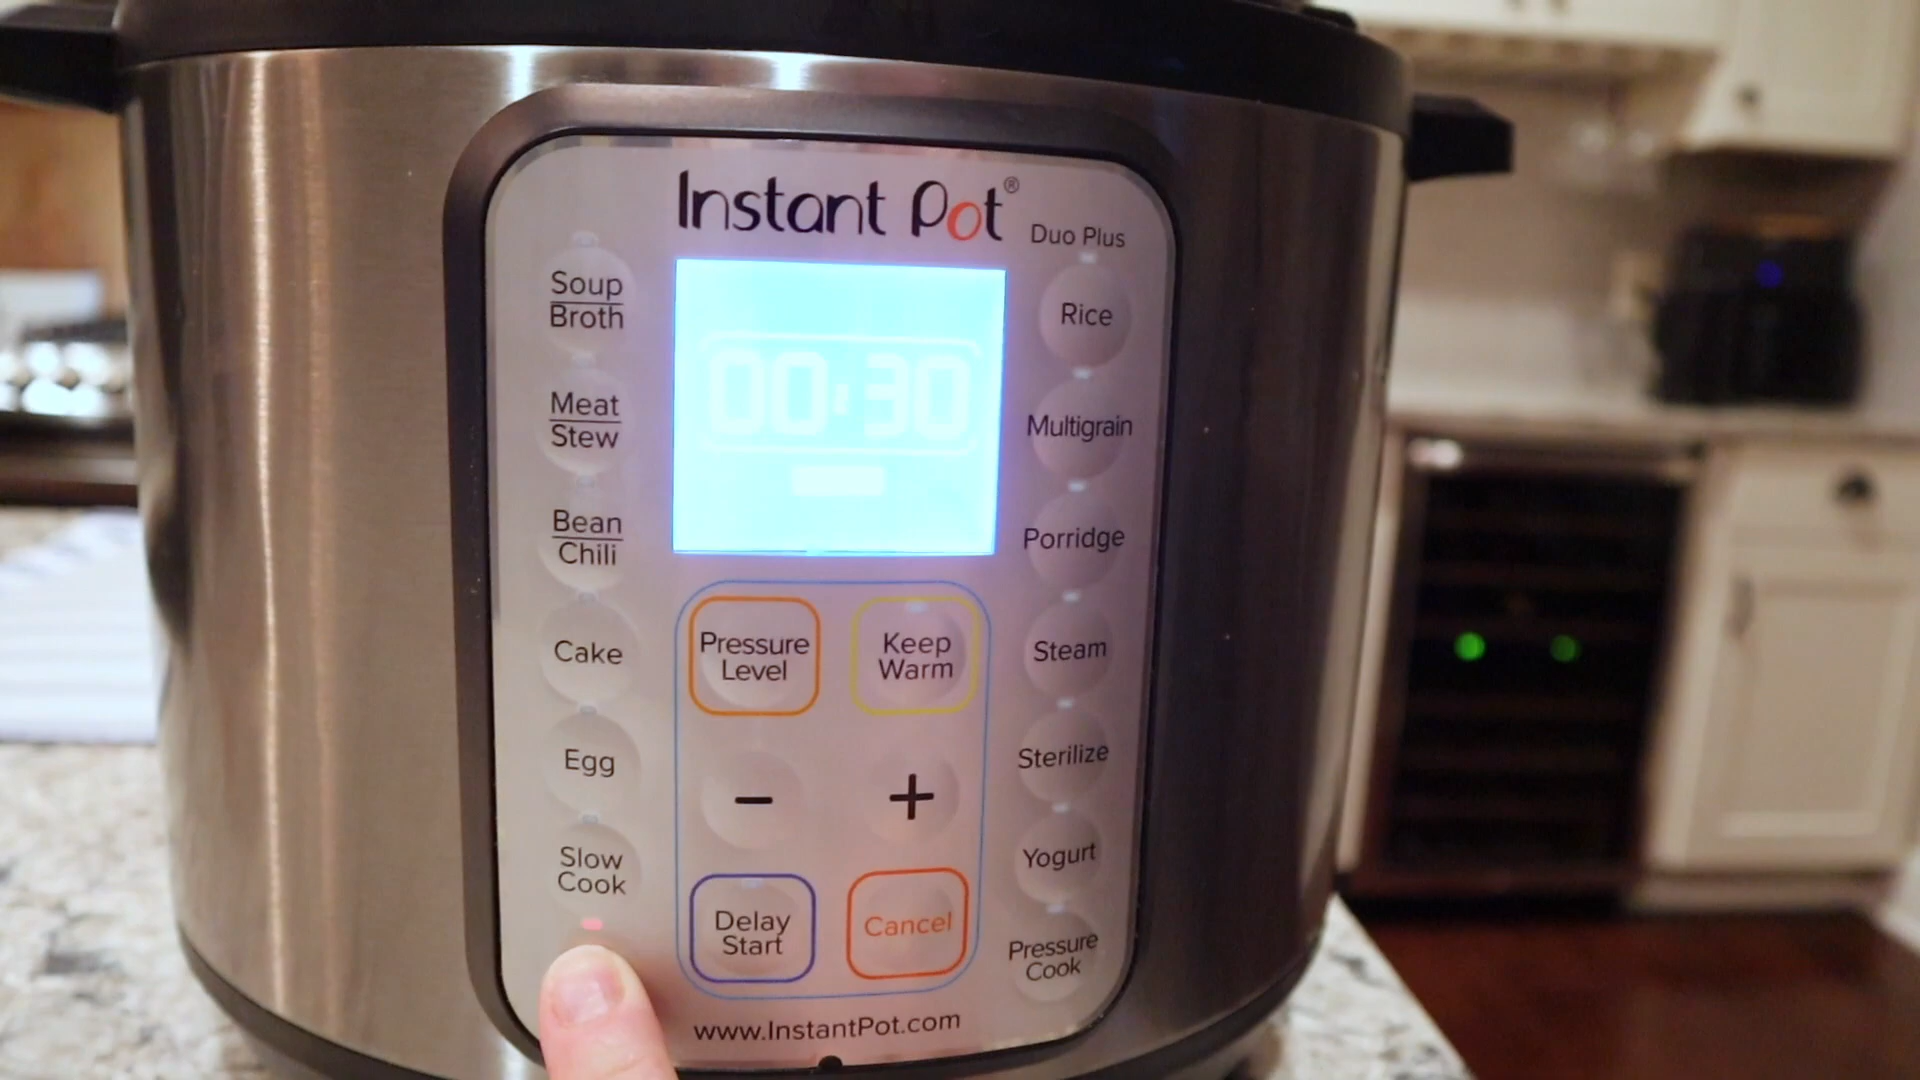 Instant Pot®
Duo Plus
Soup
Broth
Meat
Stew
Bean
Chili
Cake
Egg
Slow
Cook
00:30
Pressure
Level
Keep
Warm
-
+
Delay
Start
Cancel
Rice
Multigrain
Porridge
Steam
Sterilize
Yogurt
Pressure
Cook
www.InstantPot.com